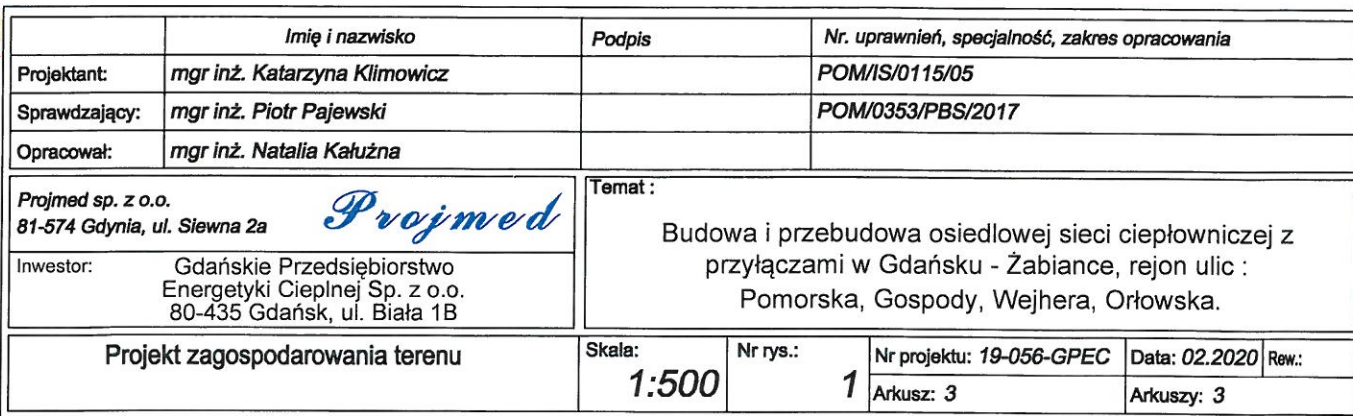 Imię i nazwisko Podpis Nr. uprawnień, specjalność, zakres opracowania
Projektant: mgr inż. Katarzyna Klimowicz POM/IS/0115/05
Sprawdzający: mgr inż. Piotr Pajewski POM/0353/PBS/2017
Opracował: mgr inż. Natalia Kałużna
Projmed sp. z o.o.
81-574 Gdynia, ul. Siewna 2a
Projmed
Inwestor: Gdańskie Przedsiębiorstwo
Energetyki Cieplnej Sp. z o.o.
80-435 Gdańsk, ul. Biała 1B
Temat :
Budowa i przebudowa osiedlowej sieci ciepłowniczej z
przyłączami w Gdańsku - Żabiance, rejon ulic :
Pomorska, Gospody, Wejhera, Orłowska.
Projekt zagospodarowania terenu
Skala:
1:500
Nr rys.:
1
Nr projektu: 19-056-GPEC Data: 02.2020 Rew.:
Arkusz: 3 Arkuszy: 3